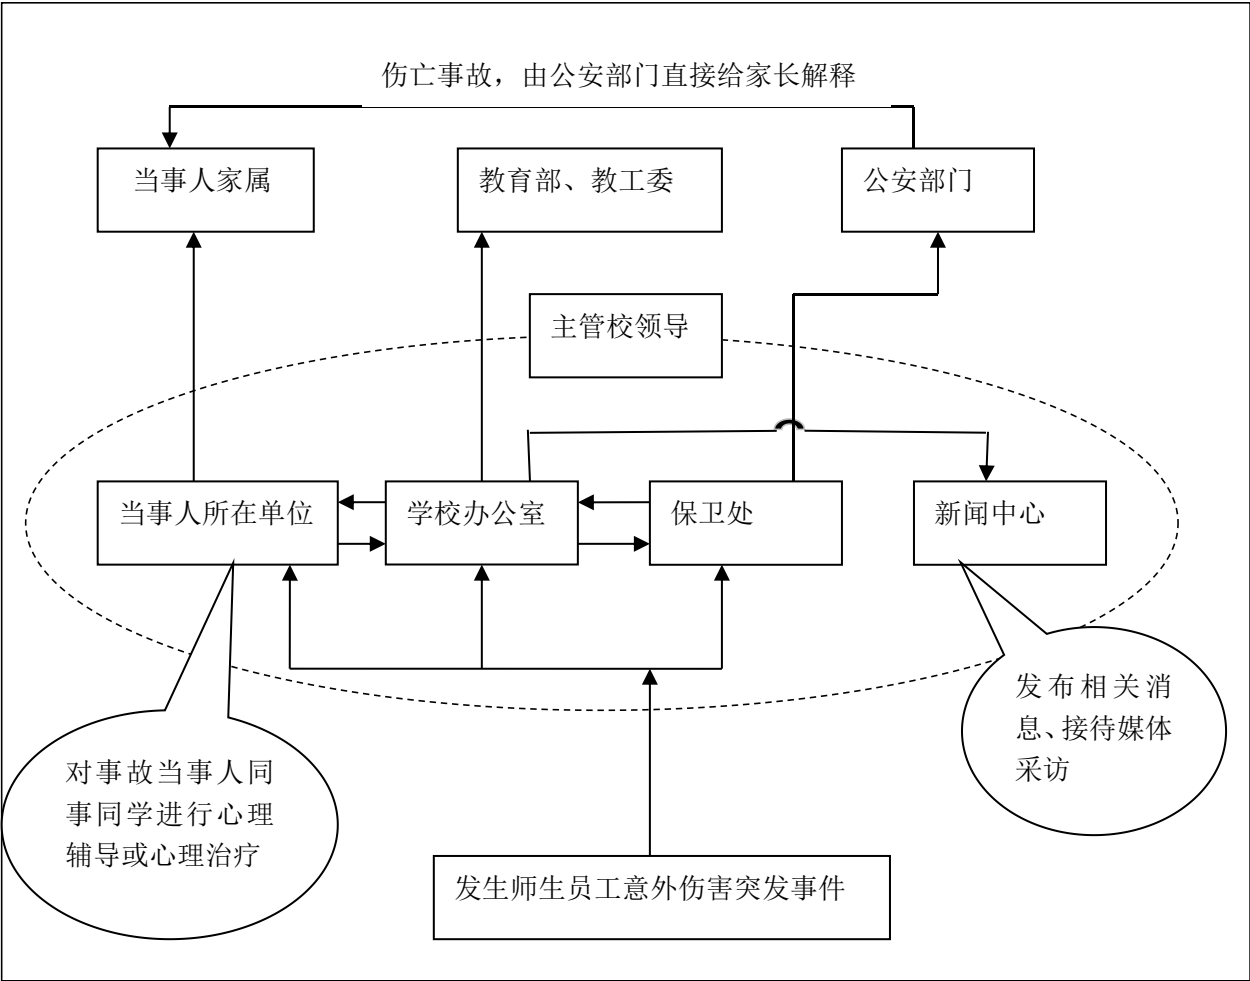 伤亡事故，由公安部门直接给家长解释
当事人家属
教育部、教工委
公安部门
主管校领导
当事人所在单位
学校办公室
保卫处
新闻中心
发布相关消
息、接待媒体
采访
对事故当事人同
事同学进行心理
辅导或心理治疗
发生师生员工意外伤害突发事件